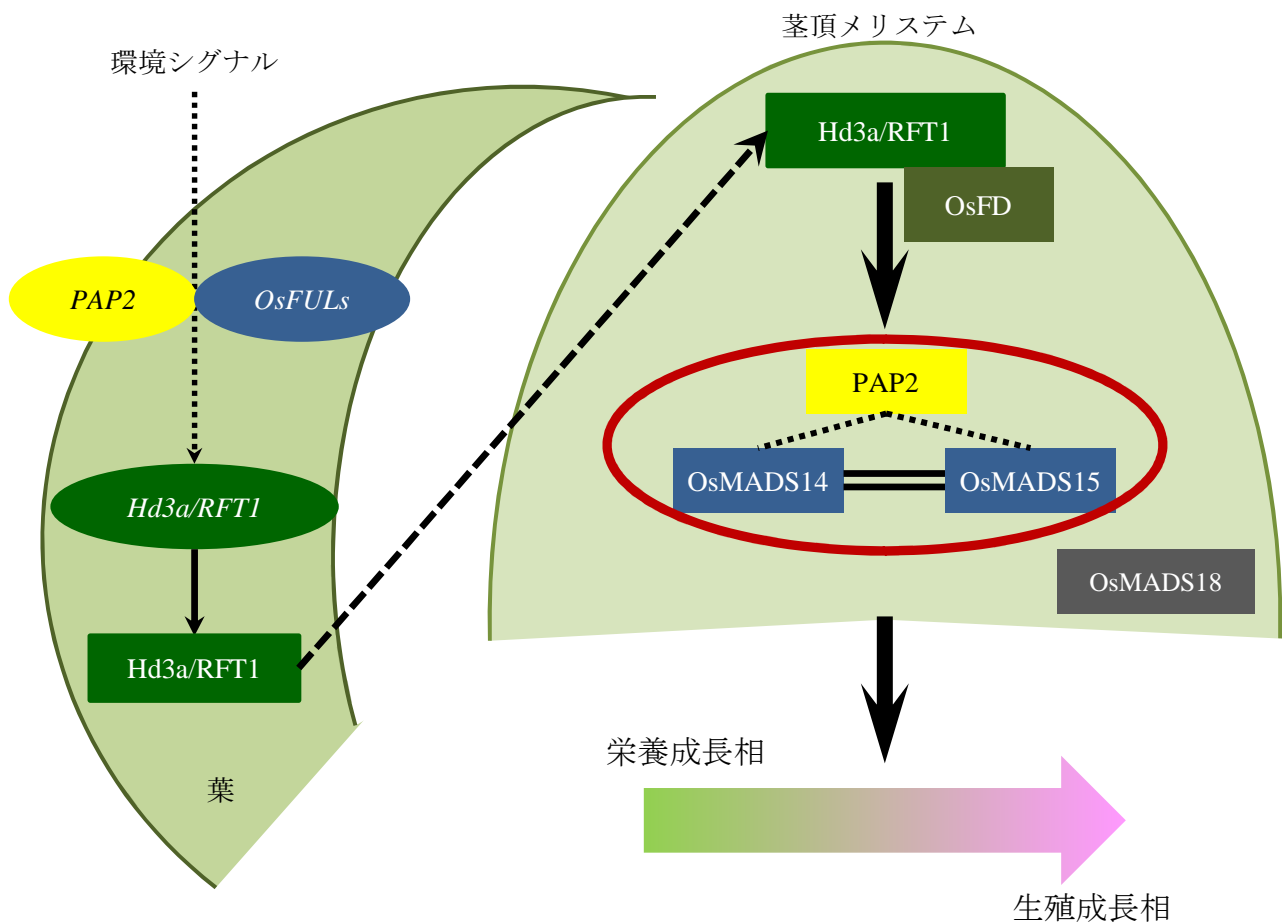 環境シグナル
PAP2
OsFULs
Hd3a/RFT1
Hd3a/RFT1
葉
茎頂メリステム
Hd3a/RFT1
OsFD
PAP2
OsMADS14
OsMADS15
OsMADS18
栄養成長相
生殖成長相